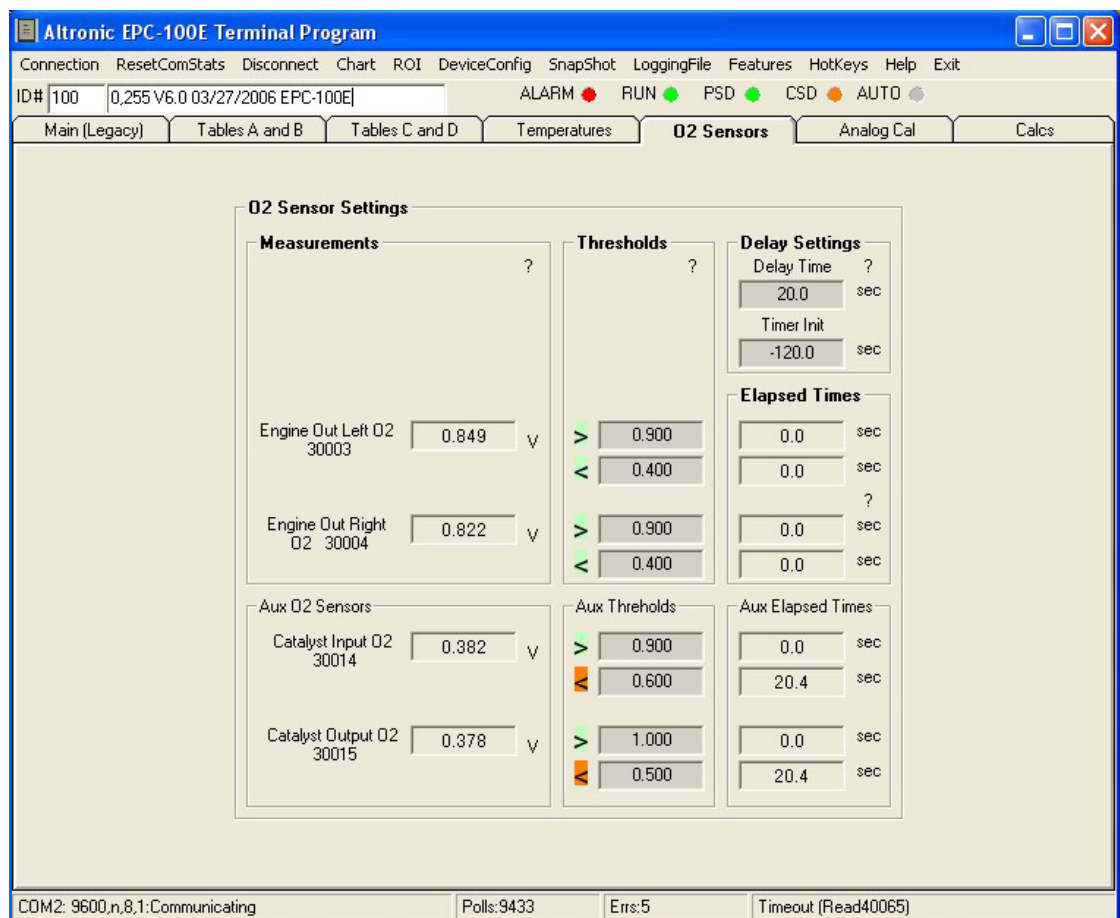 Altronic EPC-100E Terminal Program
Connection ResetComStats Disconnect Chart ROI DeviceConfig SnapShot LoggingFile Features HotKeys Help Exit
ID# 100 0,255 V6.0 03/27/2006 EPC-100E ALARM RUN PSD CSD AUTO
Main (Legacy) Tables A and B Tables C and D Temperatures O2 Sensors Analog Cal Calcs
O2 Sensor Settings
Measurements Thresholds Delay Settings
? ? Delay Time ?
20.0 sec
Timer Init
-120.0 sec
Elapsed Times
Engine Out Left O2 0.849 V > 0.900 0.0 sec
30003
< 0.400 0.0 sec
?
Engine Out Right 0.822 V > 0.900 0.0 sec
O2 30004
< 0.400 0.0 sec
Aux O2 Sensors Aux Threholds Aux Elapsed Times
Catalyst Input O2 0.382 V > 0.900 0.0 sec
30014
< 0.600 20.4 sec
Catalyst Output O2 0.378 V > 1.000 0.0 sec
30015
< 0.500 20.4 sec
COM2: 9600,n,8,1:Communicating Polls:9433 Errs:5 Timeout (Read40065)